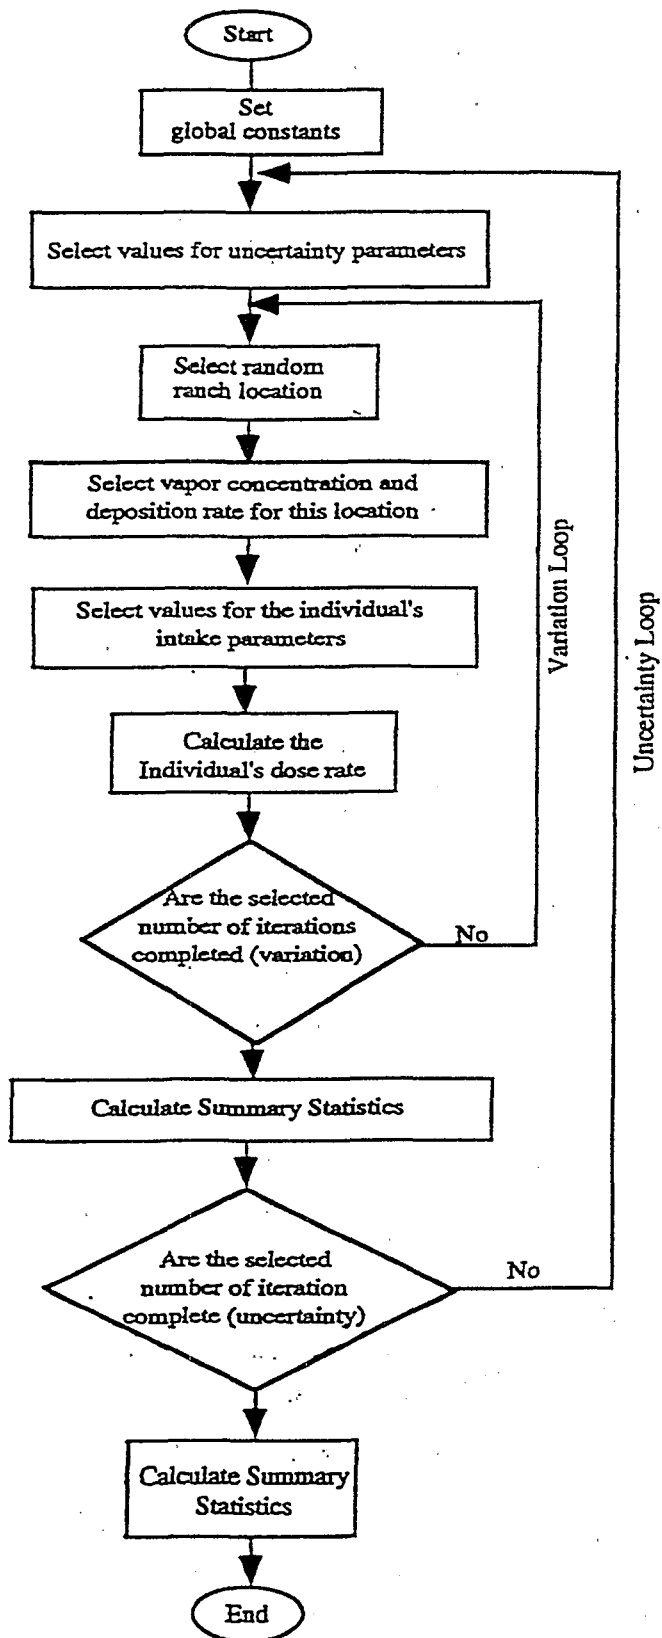 Start
Set
global constants
Select values for uncertainty parameters
Select random
ranch location
Select vapor concentration and
deposition rate for this location
Select values for the individual's
intake parameters
Calculate the
Individual's dose rate
Are the selected
number of iterations
completed (variation)
No
Variation Loop
Uncertainty Loop
Calculate Summary Statistics
Are the selected
number of iteration
complete (uncertainty)
No
Calculate Summary
Statistics
End